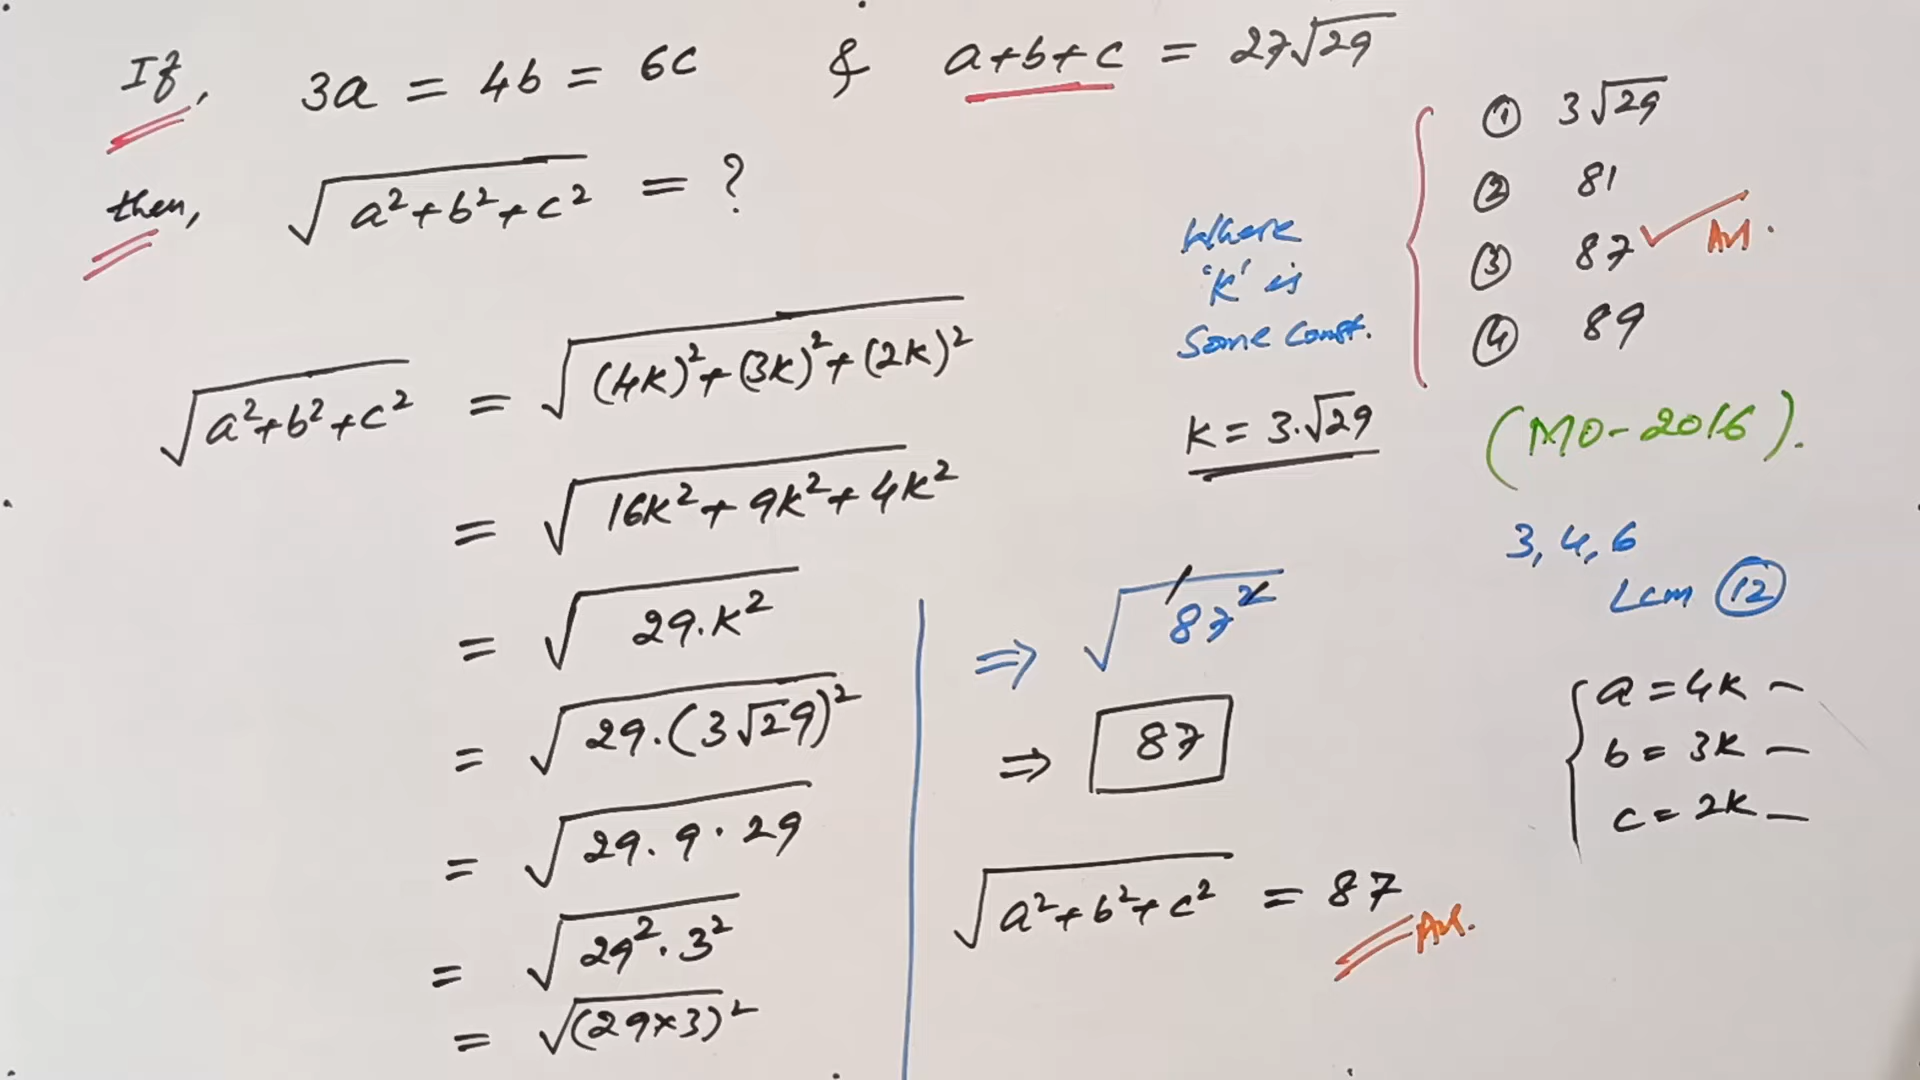 If, 3a = 4b = 6c & a+b+c = 27√29
then, √a²+b²+c² = ?
① 3√29
② 81
③ 87 ✓ Ans.
④ 89
(MO-2016).
Where
'K' is
Some Const.
K = 3.√29
3, 4, 6
Lcm ⑫
a = 4K
b = 3K
c = 2K
√a²+b²+c² = √(4K)²+(3K)²+(2K)²
= √16K²+9K²+4K²
= √29.K²
= √29.(3√29)²
= √29.9.29
= √29².3²
= √(29×3)²
⇒ √87²
⇒ 87
√a²+b²+c² = 87 Ans.